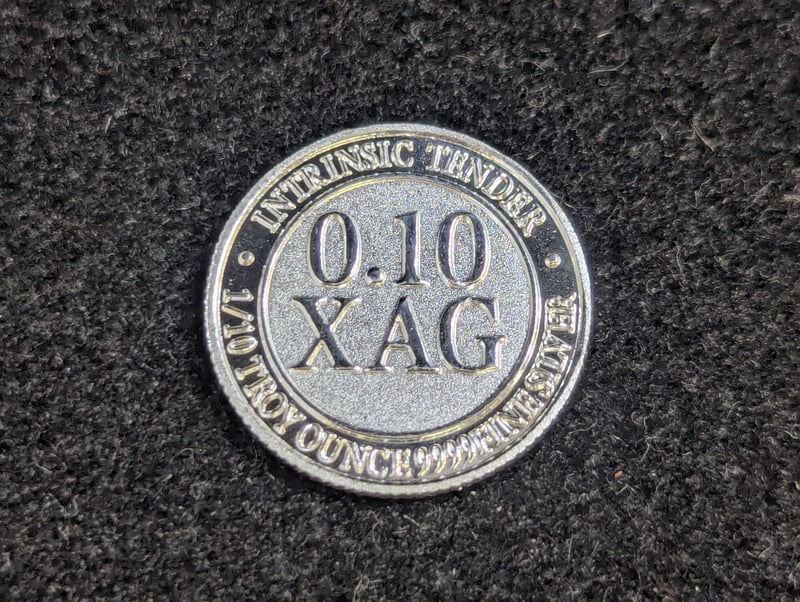 INTRINSIC TENDER
0.10
XAG
1/10 TROY OUNCE 9999 FINE SILVER